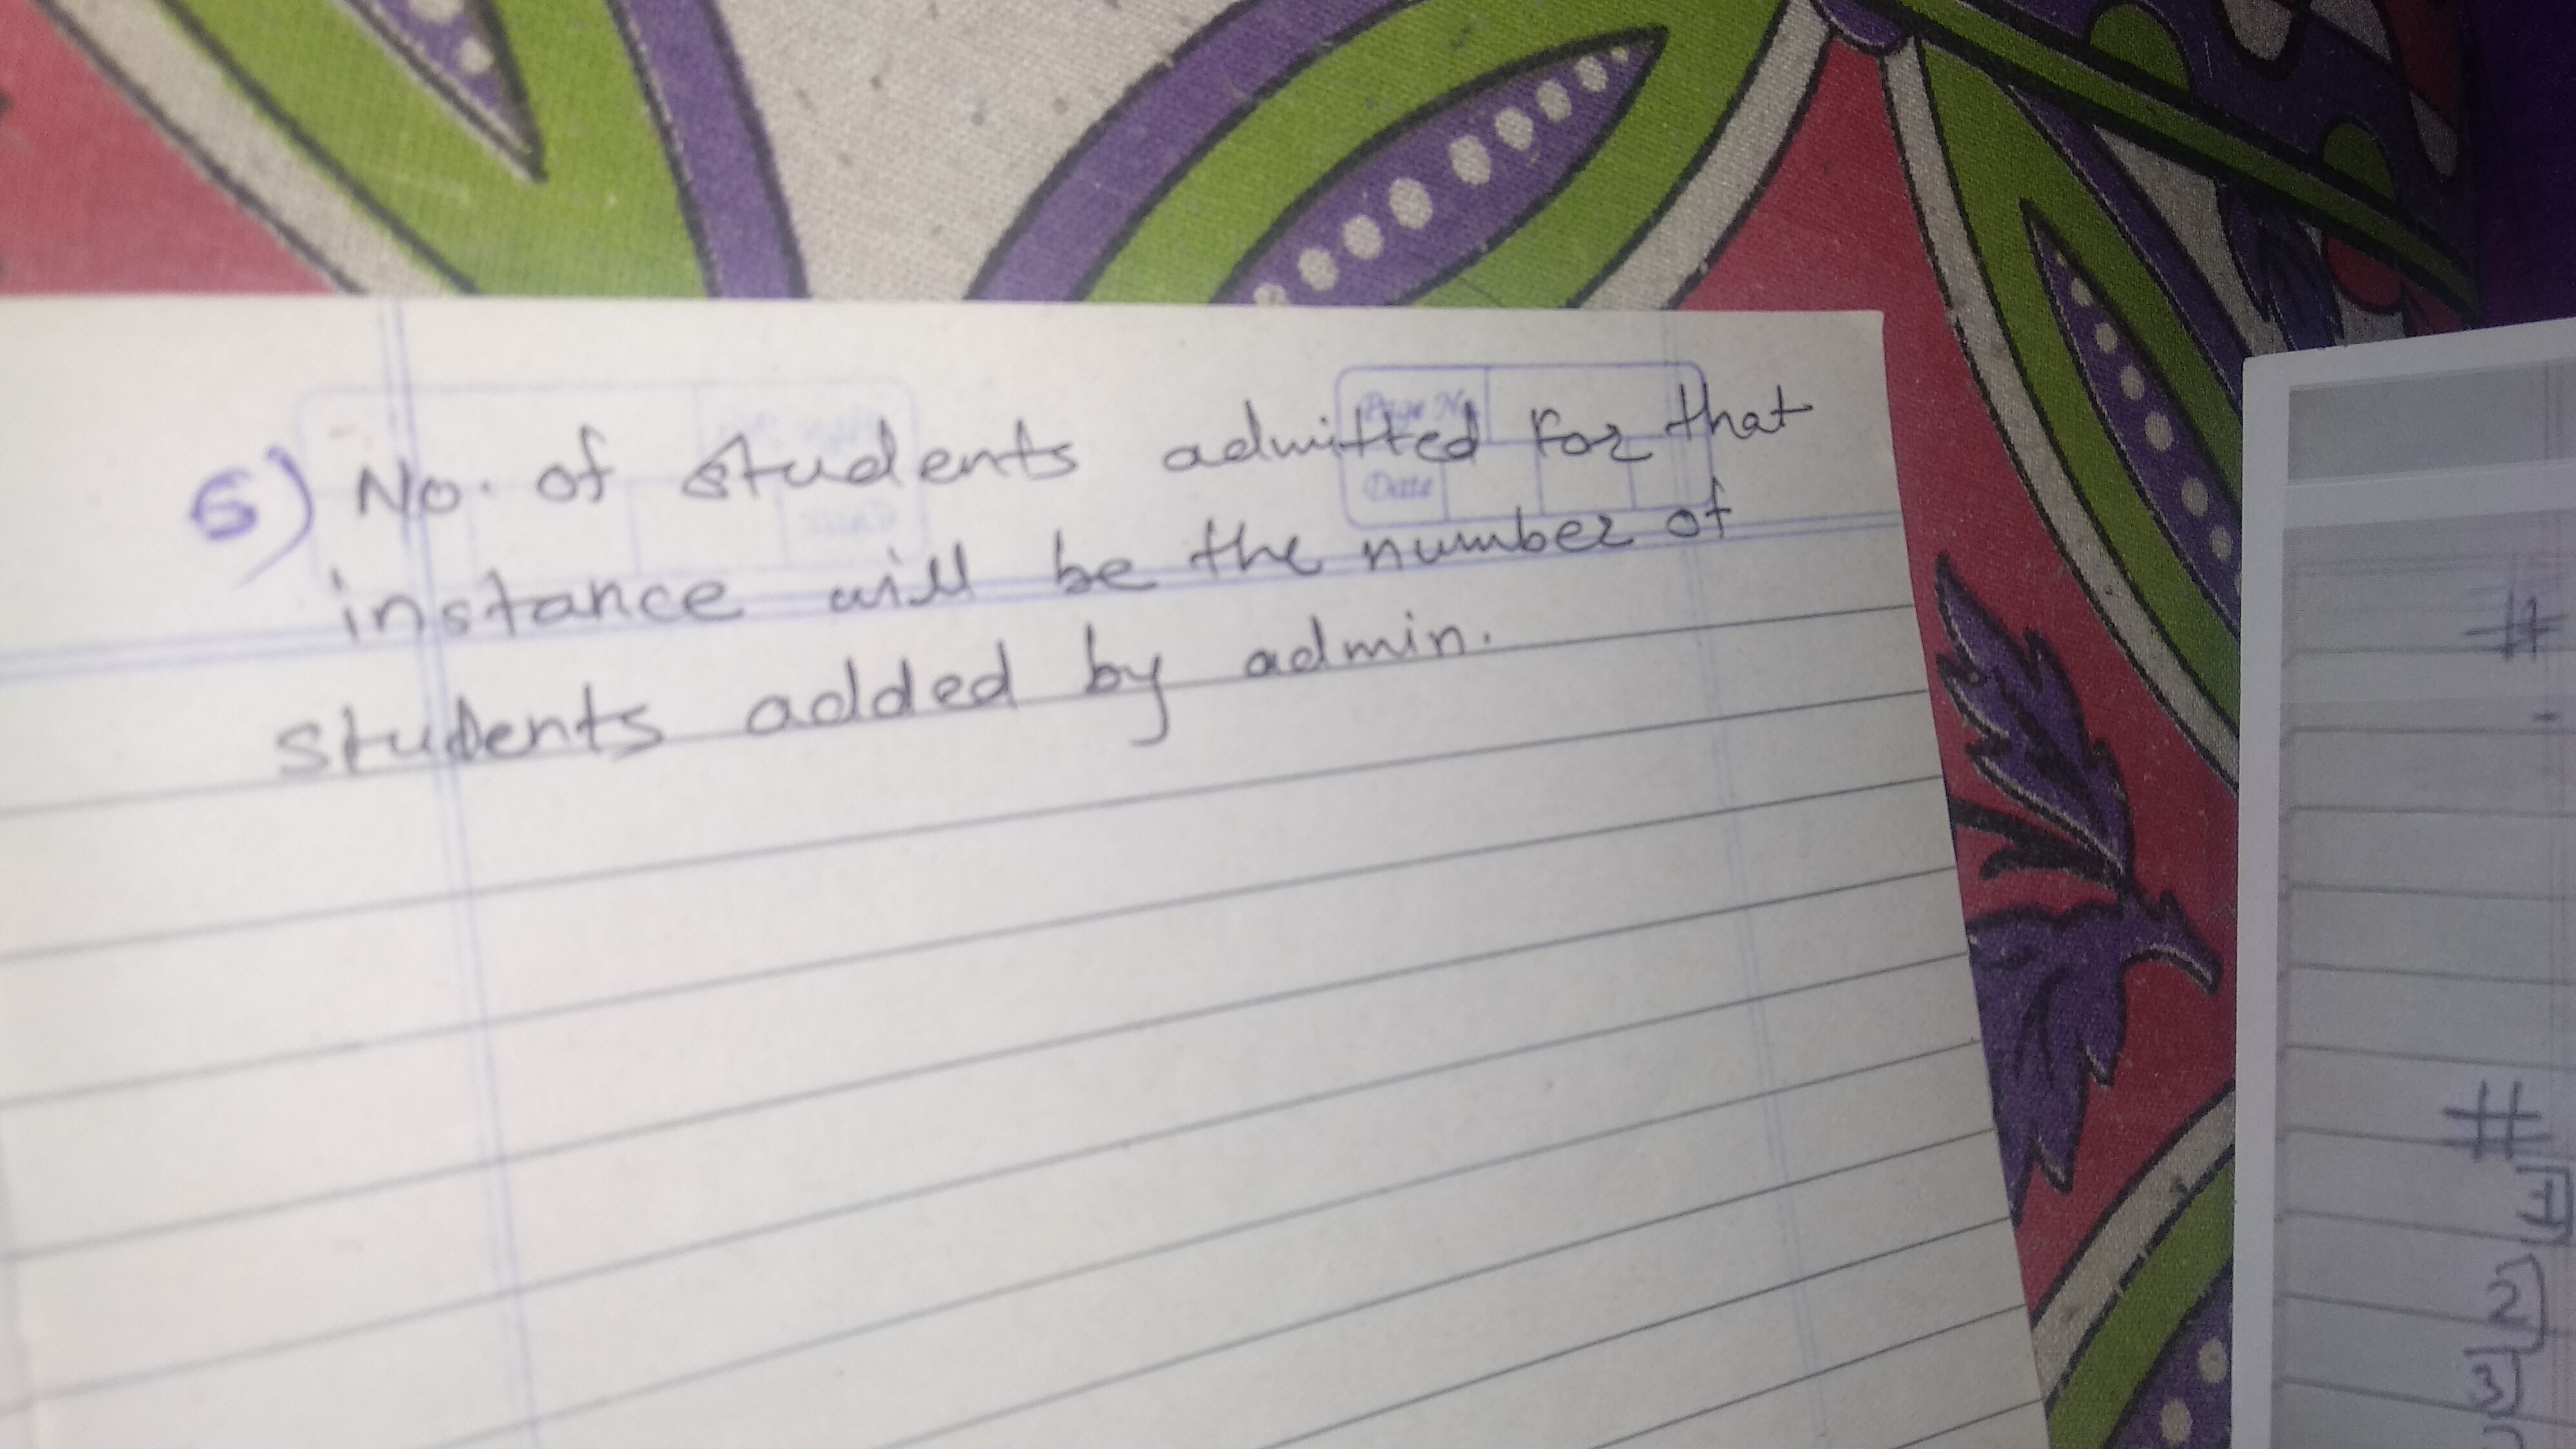 5) No. of students admitted for that
instance will be the number of
students added by admin.
Page No
Date
#
#
1
2
3